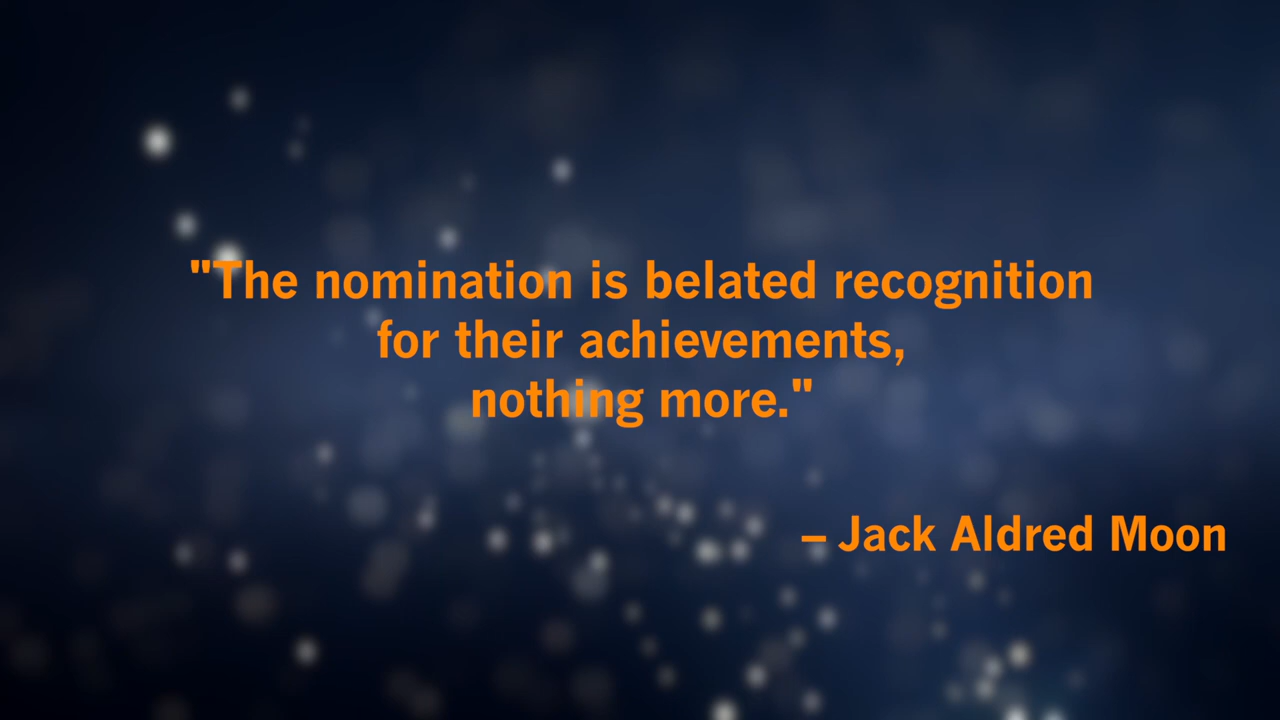 "The nomination is belated recognition
for their achievements,
nothing more."
– Jack Aldred Moon